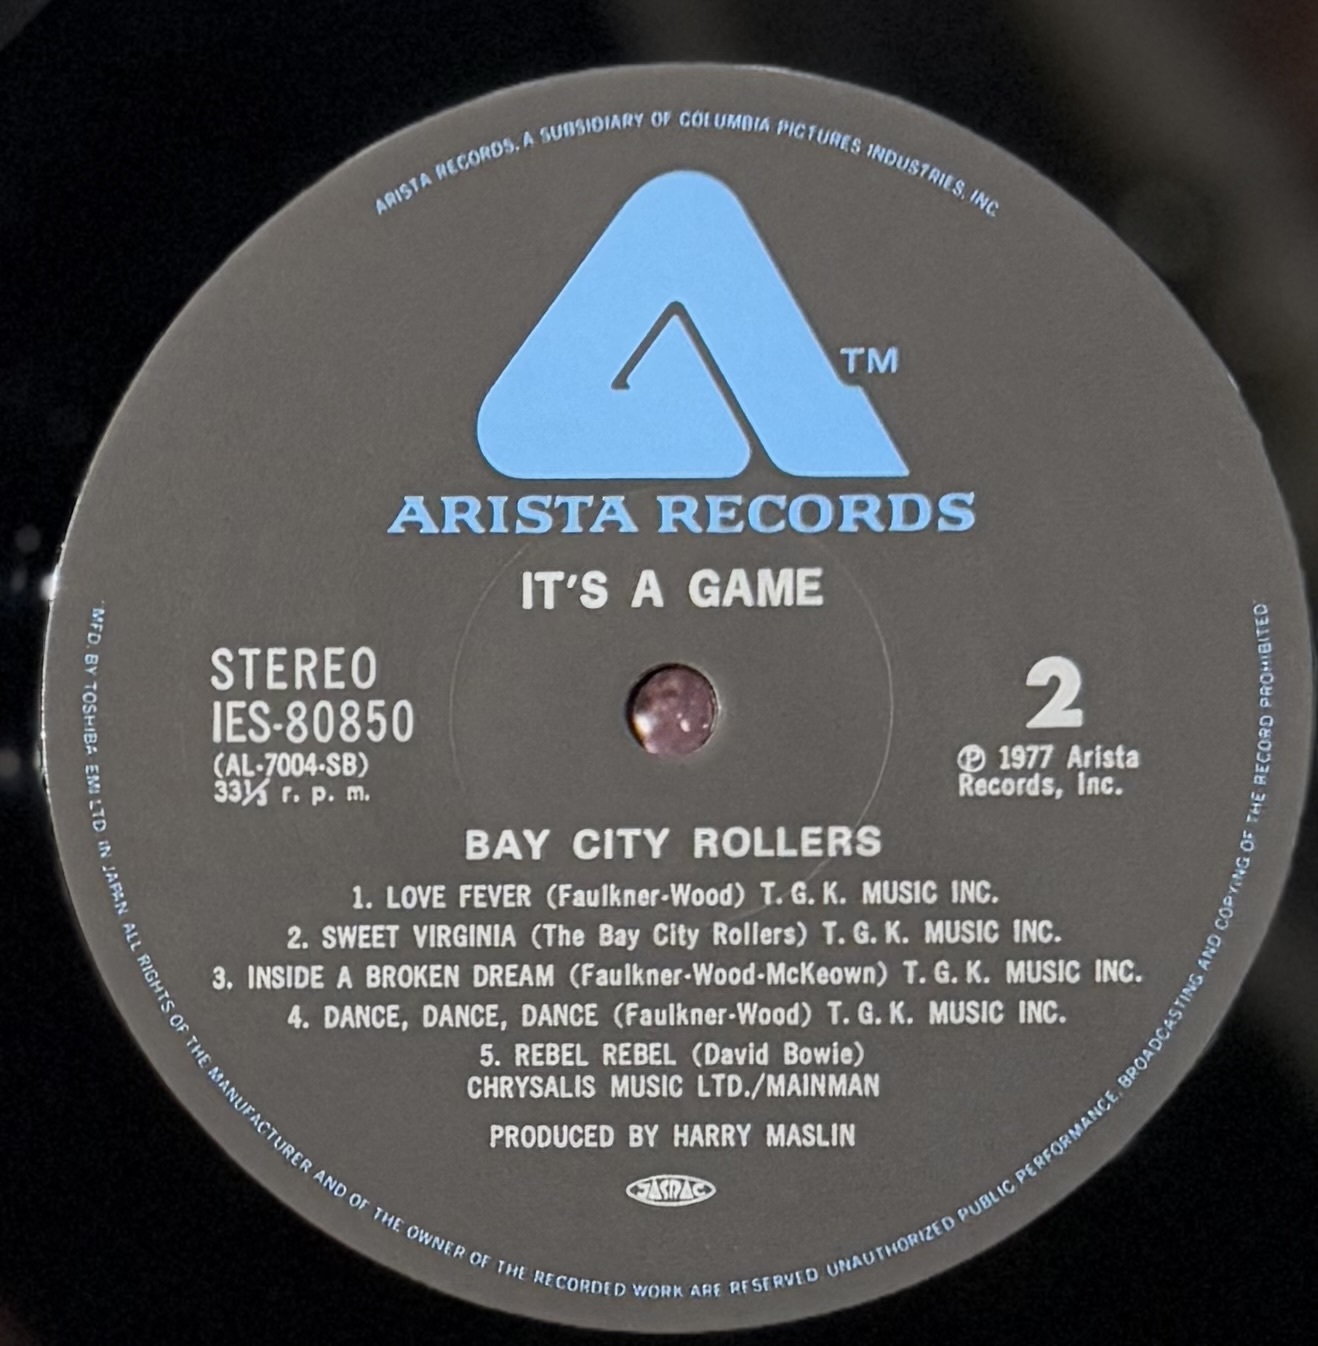 ARISTA RECORDS, A SUBSIDIARY OF COLUMBIA PICTURES INDUSTRIES, INC
TM
ARISTA RECORDS
IT'S A GAME
STEREO
IES-80850
(AL-7004-SB)
33⅓ r. p. m.
2
Ⓟ 1977 Arista
Records, Inc.
BAY CITY ROLLERS
1. LOVE FEVER (Faulkner-Wood) T. G. K. MUSIC INC.
2. SWEET VIRGINIA (The Bay City Rollers) T. G. K. MUSIC INC.
3. INSIDE A BROKEN DREAM (Faulkner-Wood-McKeown) T. G. K. MUSIC INC.
4. DANCE, DANCE, DANCE (Faulkner-Wood) T. G. K. MUSIC INC.
5. REBEL REBEL (David Bowie)
CHRYSALIS MUSIC LTD./MAINMAN
PRODUCED BY HARRY MASLIN
JASRAC
"MFD. BY TOSHIBA EMI LTD. IN JAPAN. ALL RIGHTS OF THE MANUFACTURER AND OF THE OWNER OF THE RECORDED WORK ARE RESERVED UNAUTHORIZED PUBLIC PERFORMANCE, BROADCASTING AND COPYING OF THE RECORD PROHIBITED"